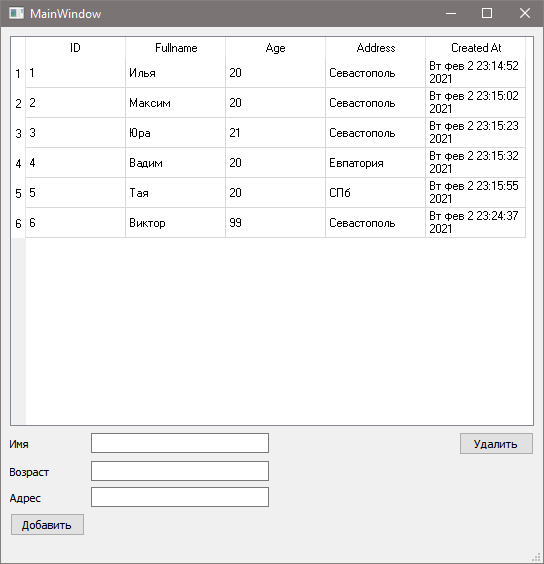 MainWindow
ID Fullname Age Address Created At
1 1 Илья 20 Севастополь Вт фев 2 23:14:52
2021
2 2 Максим 20 Севастополь Вт фев 2 23:15:02
2021
3 3 Юра 21 Севастополь Вт фев 2 23:15:23
2021
4 4 Вадим 20 Евпатория Вт фев 2 23:15:32
2021
5 5 Тая 20 СПб Вт фев 2 23:15:55
2021
6 6 Виктор 99 Севастополь Вт фев 2 23:24:37
2021
Имя Удалить
Возраст
Адрес
Добавить